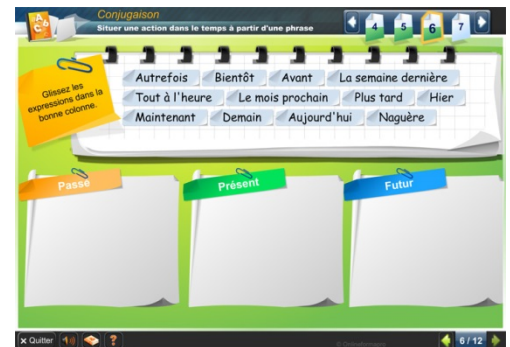 Conjugaison
Situer une action dans le temps à partir d'une phrase
4 5 6 7
Glissez les
expressions dans la
bonne colonne.
Autrefois Bientôt Avant La semaine dernière
Tout à l'heure Le mois prochain Plus tard Hier
Maintenant Demain Aujourd'hui Naguère
Passé Présent Futur
x Quitter ? 6 / 12